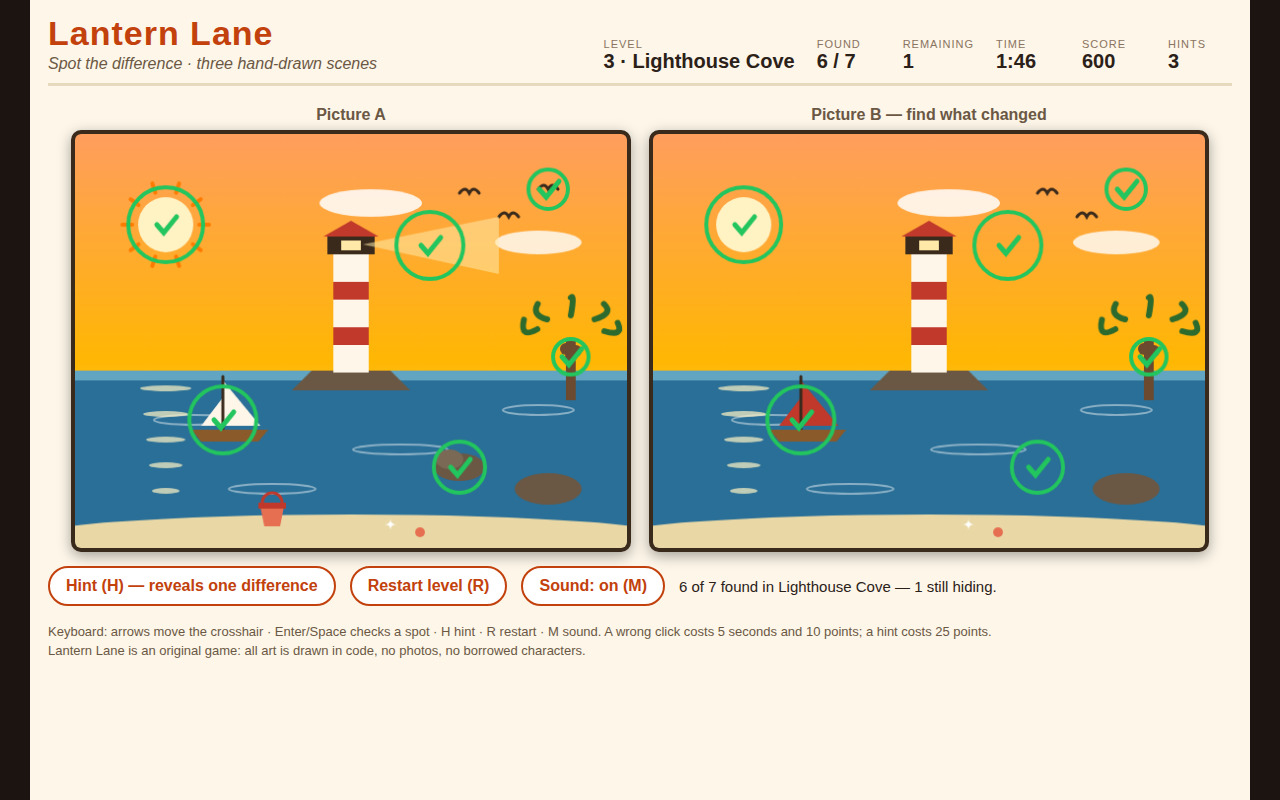 Lantern Lane
Spot the difference · three hand-drawn scenes
LEVEL
3 · Lighthouse Cove
FOUND
6 / 7
REMAINING
1
TIME
1:46
SCORE
600
HINTS
3
Picture A
Picture B — find what changed
Hint (H) — reveals one difference
Restart level (R)
Sound: on (M)
6 of 7 found in Lighthouse Cove — 1 still hiding.
Keyboard: arrows move the crosshair · Enter/Space checks a spot · H hint · R restart · M sound. A wrong click costs 5 seconds and 10 points; a hint costs 25 points.
Lantern Lane is an original game: all art is drawn in code, no photos, no borrowed characters.